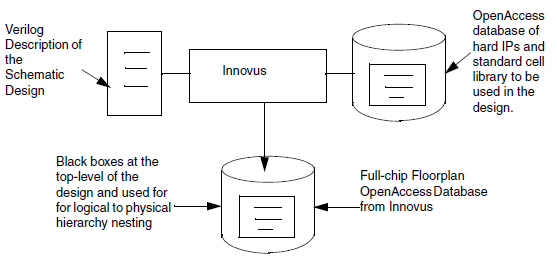 Verilog
Description of
the
Schematic
Design
Innovus
OpenAccess
database of
hard IPs and
standard cell
library to be
used in the
design.
Black boxes at the
top-level of the
design and used for
for logical to physical
hierarchy nesting
Full-chip Floorplan
OpenAccess Database
from Innovus